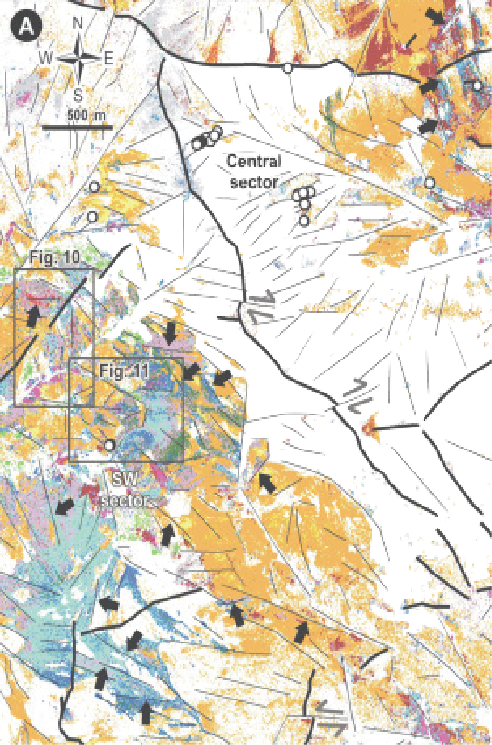 A
N
W E
S
500 m
Central
sector
Fig. 10
Fig. 11
SW
sector